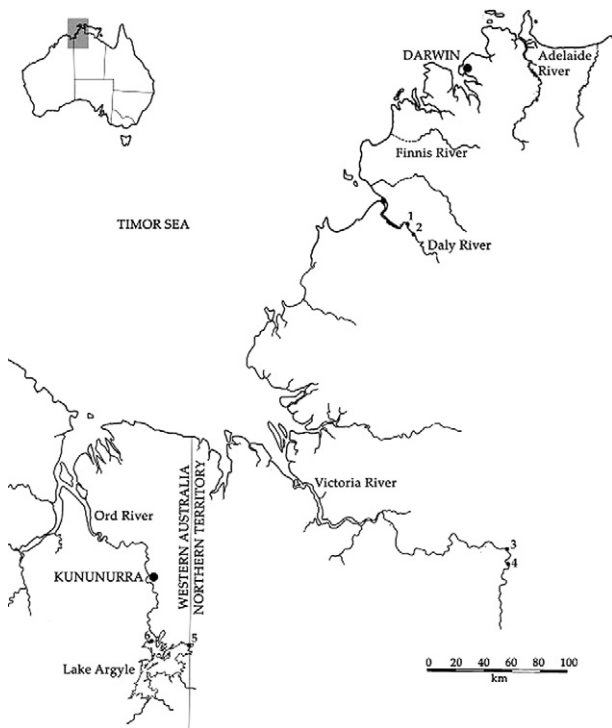 DARWIN
Adelaide
River
Finnis River
TIMOR SEA
1
2
Daly River
Victoria River
WESTERN AUSTRALIA
NORTHERN TERRITORY
Ord River
3
4
KUNUNURRA
6
5
Lake Argyle
0 20 40 60 80 100
km